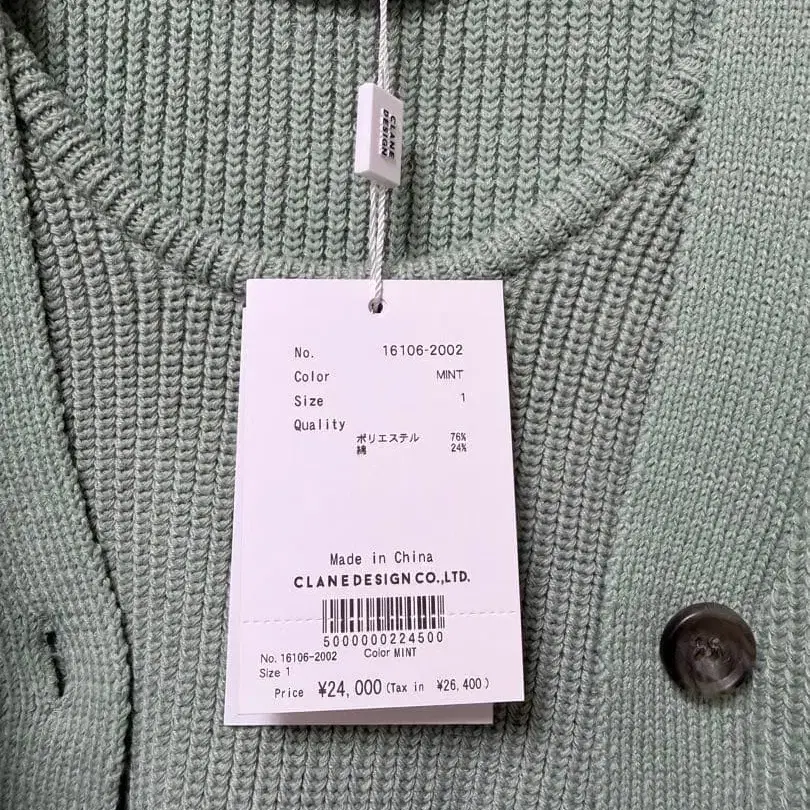 CLANE
DESIGN
No. 16106-2002
Color MINT
Size 1
Quality
ポリエステル 76%
綿 24%
Made in China
CLANEDESIGN CO.,LTD.
5000000224500
No. 16106-2002 Color MINT
Size 1
Price ¥24,000(Tax in ¥26,400)